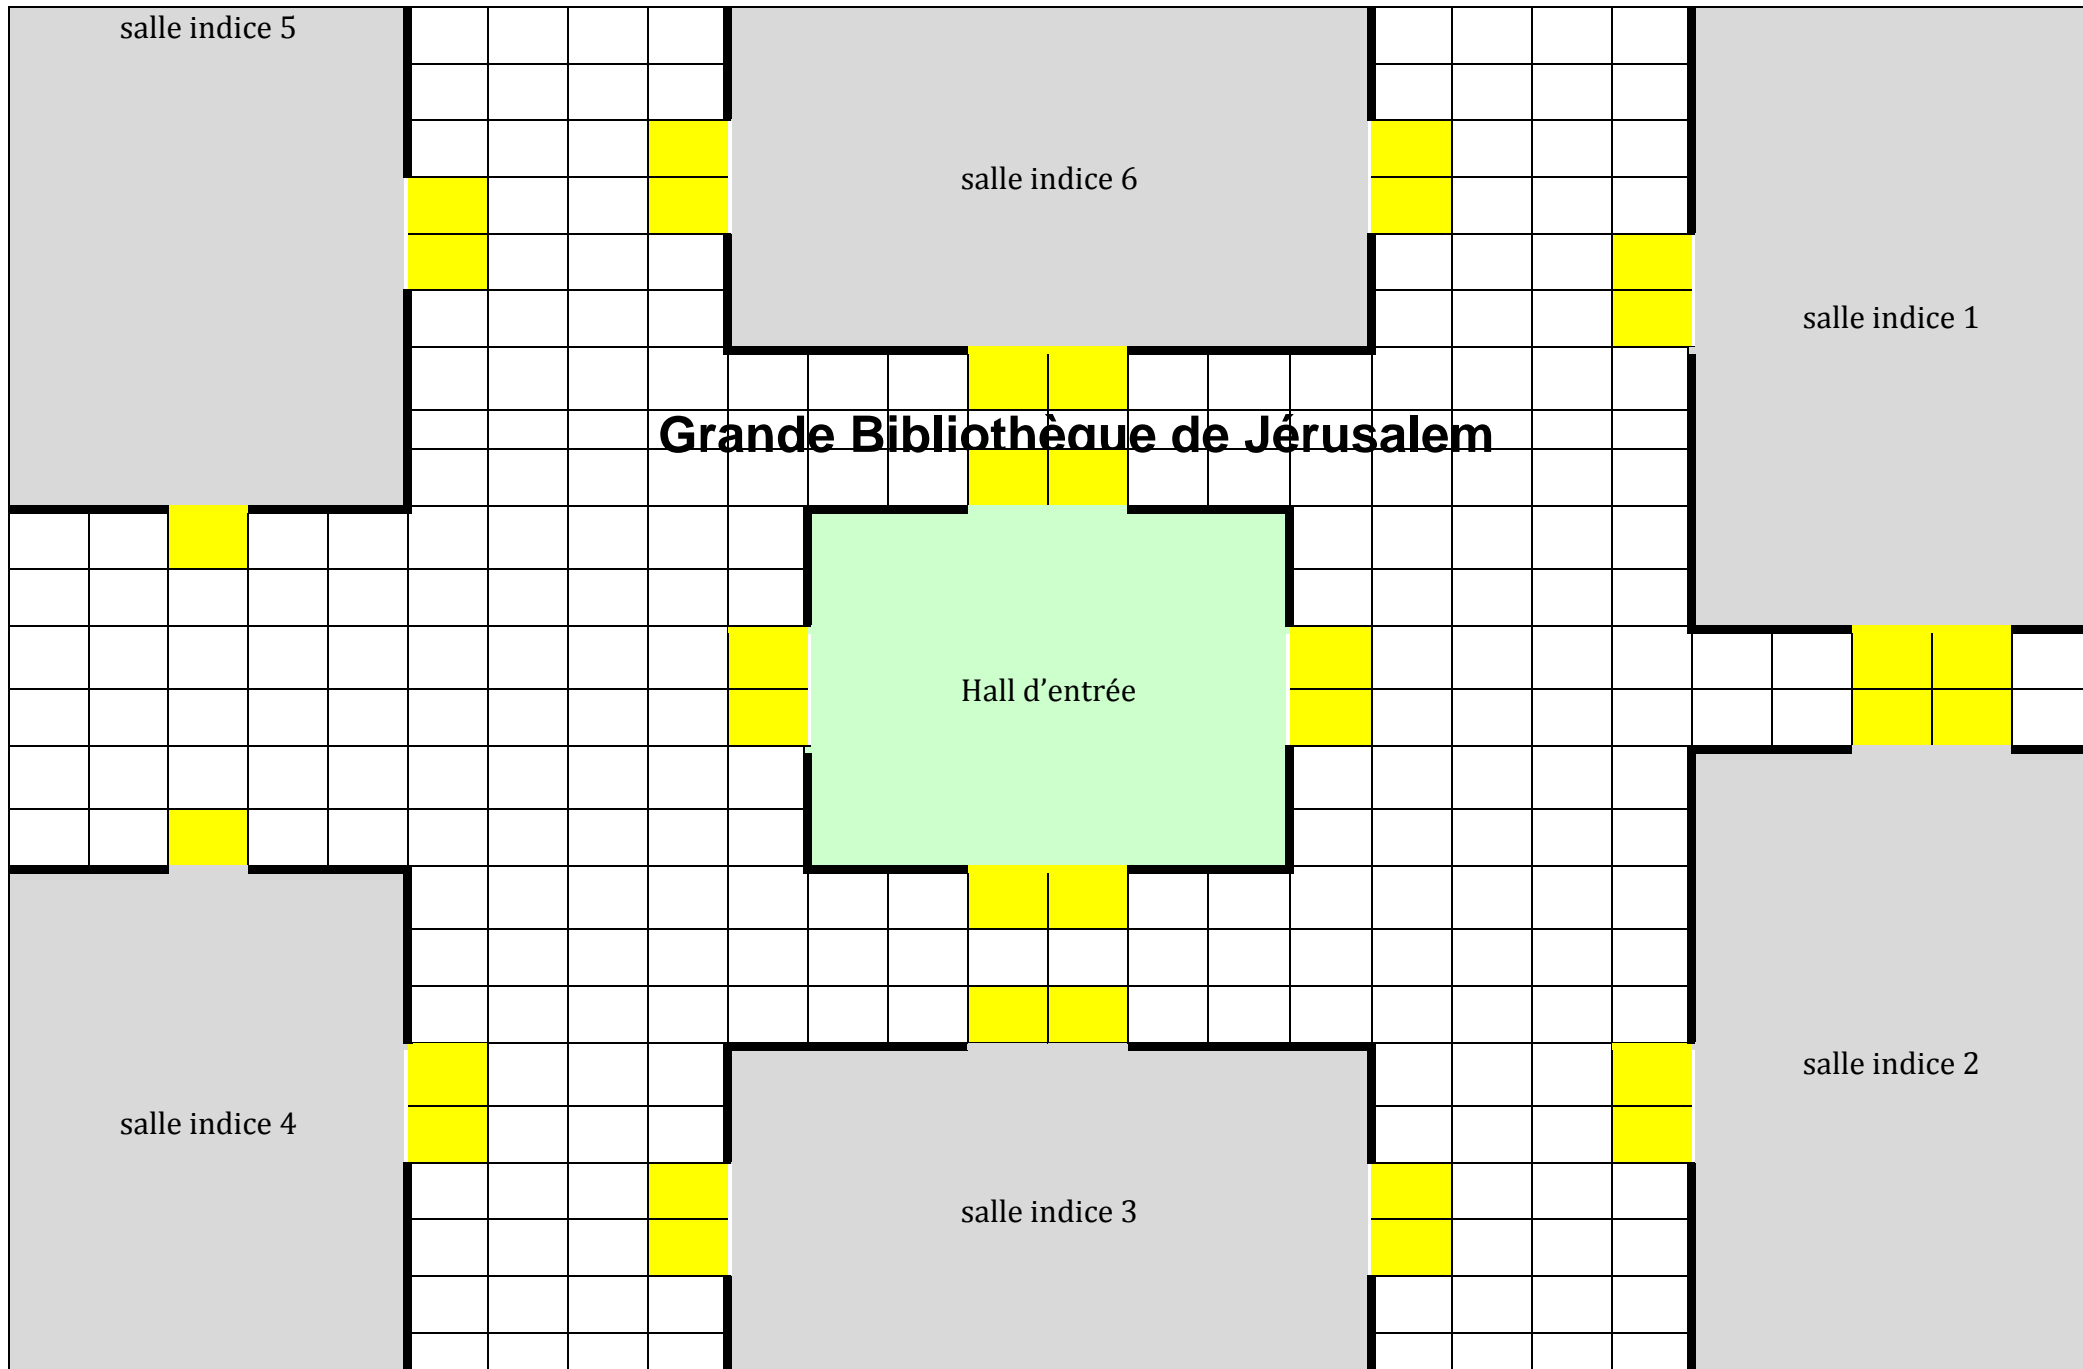 salle indice 5
salle indice 6
salle indice 1
Grande Bibliothèque de Jérusalem
Hall d’entrée
salle indice 2
salle indice 4
salle indice 3